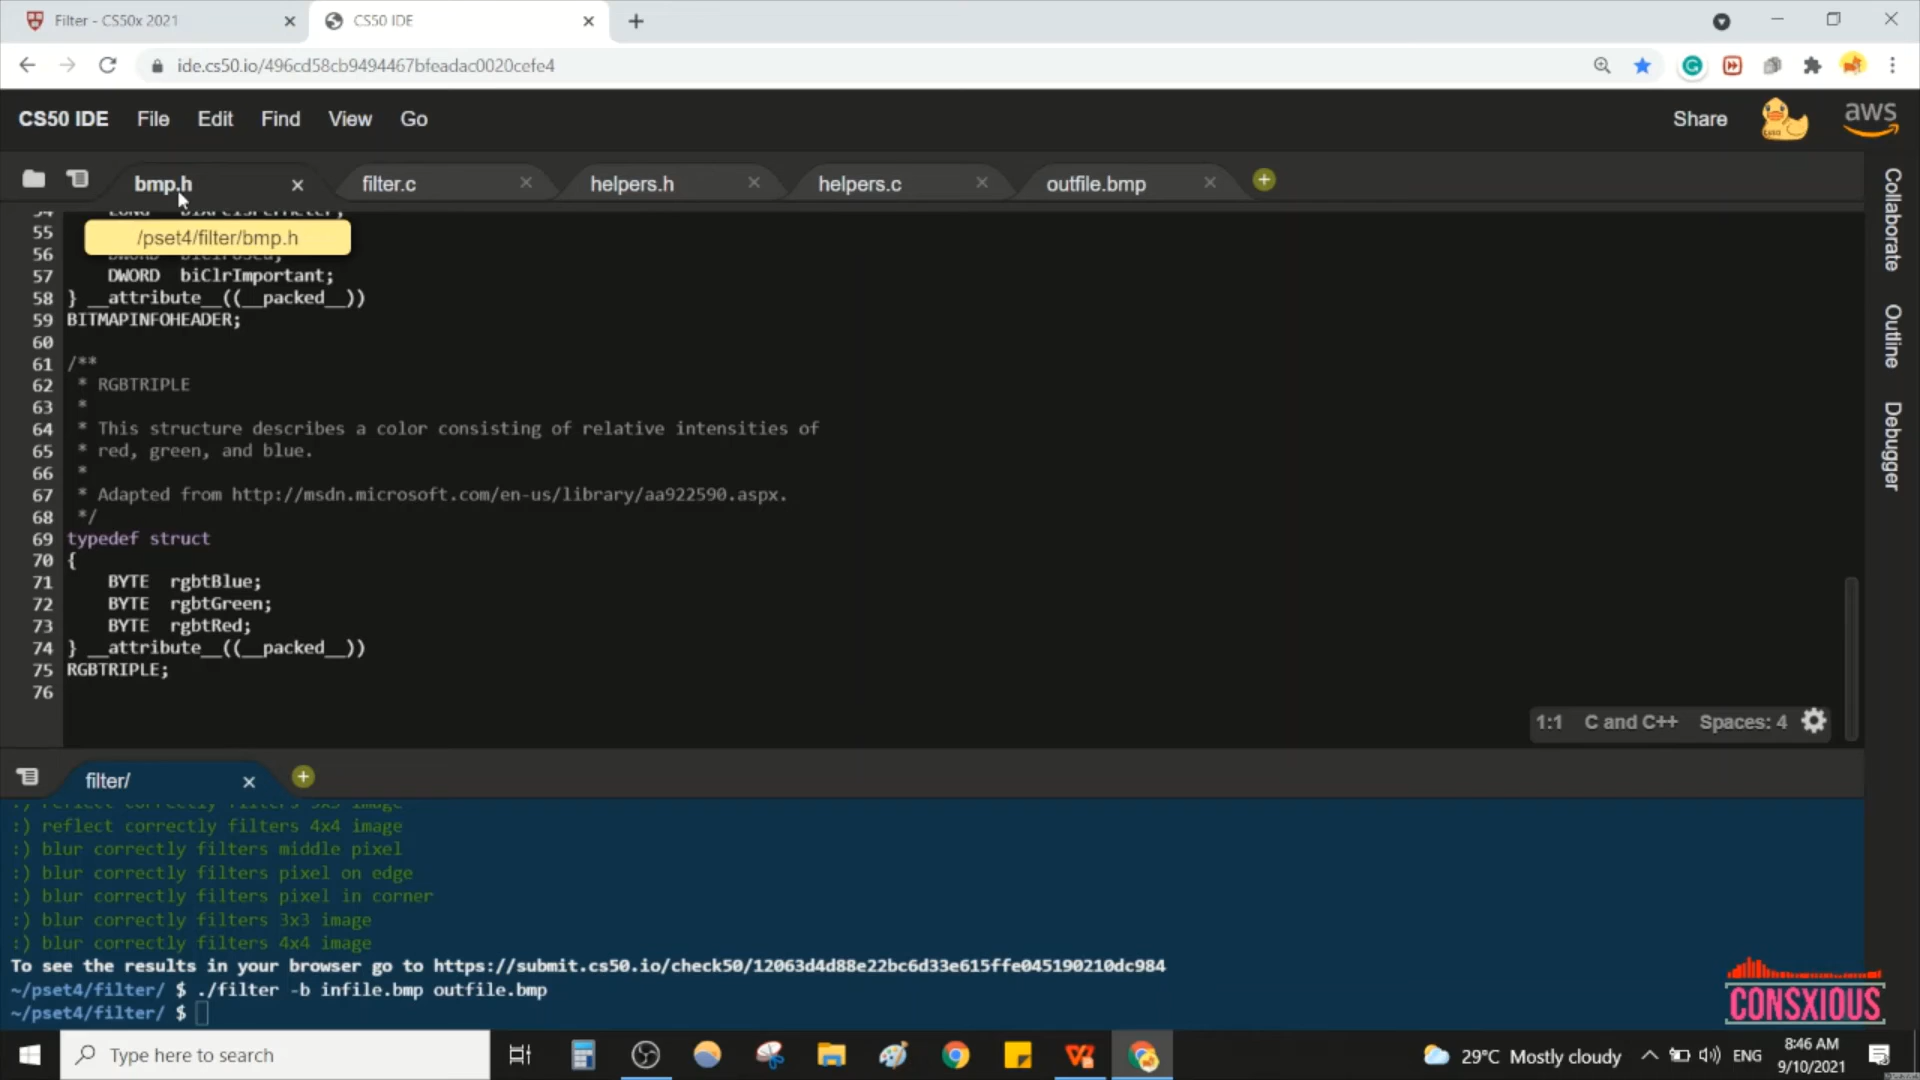 Filter - CS50x 2021
CS50 IDE
ide.cs50.io/496cd58cb9494467bfeadac0020cefe4
CS50 IDE File Edit Find View Go Share aws
bmp.h filter.c helpers.h helpers.c outfile.bmp
/pset4/filter/bmp.h
54
55
56
57 DWORD biClrImportant;
58 } __attribute__((__packed__))
59 BITMAPINFOHEADER;
60
61 /**
62 * RGBTRIPLE
63 *
64 * This structure describes a color consisting of relative intensities of
65 * red, green, and blue.
66 *
67 * Adapted from http://msdn.microsoft.com/en-us/library/aa922590.aspx.
68 */
69 typedef struct
70 {
71 BYTE rgbtBlue;
72 BYTE rgbtGreen;
73 BYTE rgbtRed;
74 } __attribute__((__packed__))
75 RGBTRIPLE;
76
1:1 C and C++ Spaces: 4
Collaborate
Outline
Debugger
filter/
:) reflect correctly filters 3x3 image
:) reflect correctly filters 4x4 image
:) blur correctly filters middle pixel
:) blur correctly filters pixel on edge
:) blur correctly filters pixel in corner
:) blur correctly filters 3x3 image
:) blur correctly filters 4x4 image
To see the results in your browser go to https://submit.cs50.io/check50/12063d4d88e22bc6d33e615ffe045190210dc984
~/pset4/filter/ $ ./filter -b infile.bmp outfile.bmp
~/pset4/filter/ $
CONSXIOUS
Type here to search
29°C Mostly cloudy
ENG
8:46 AM
9/10/2021